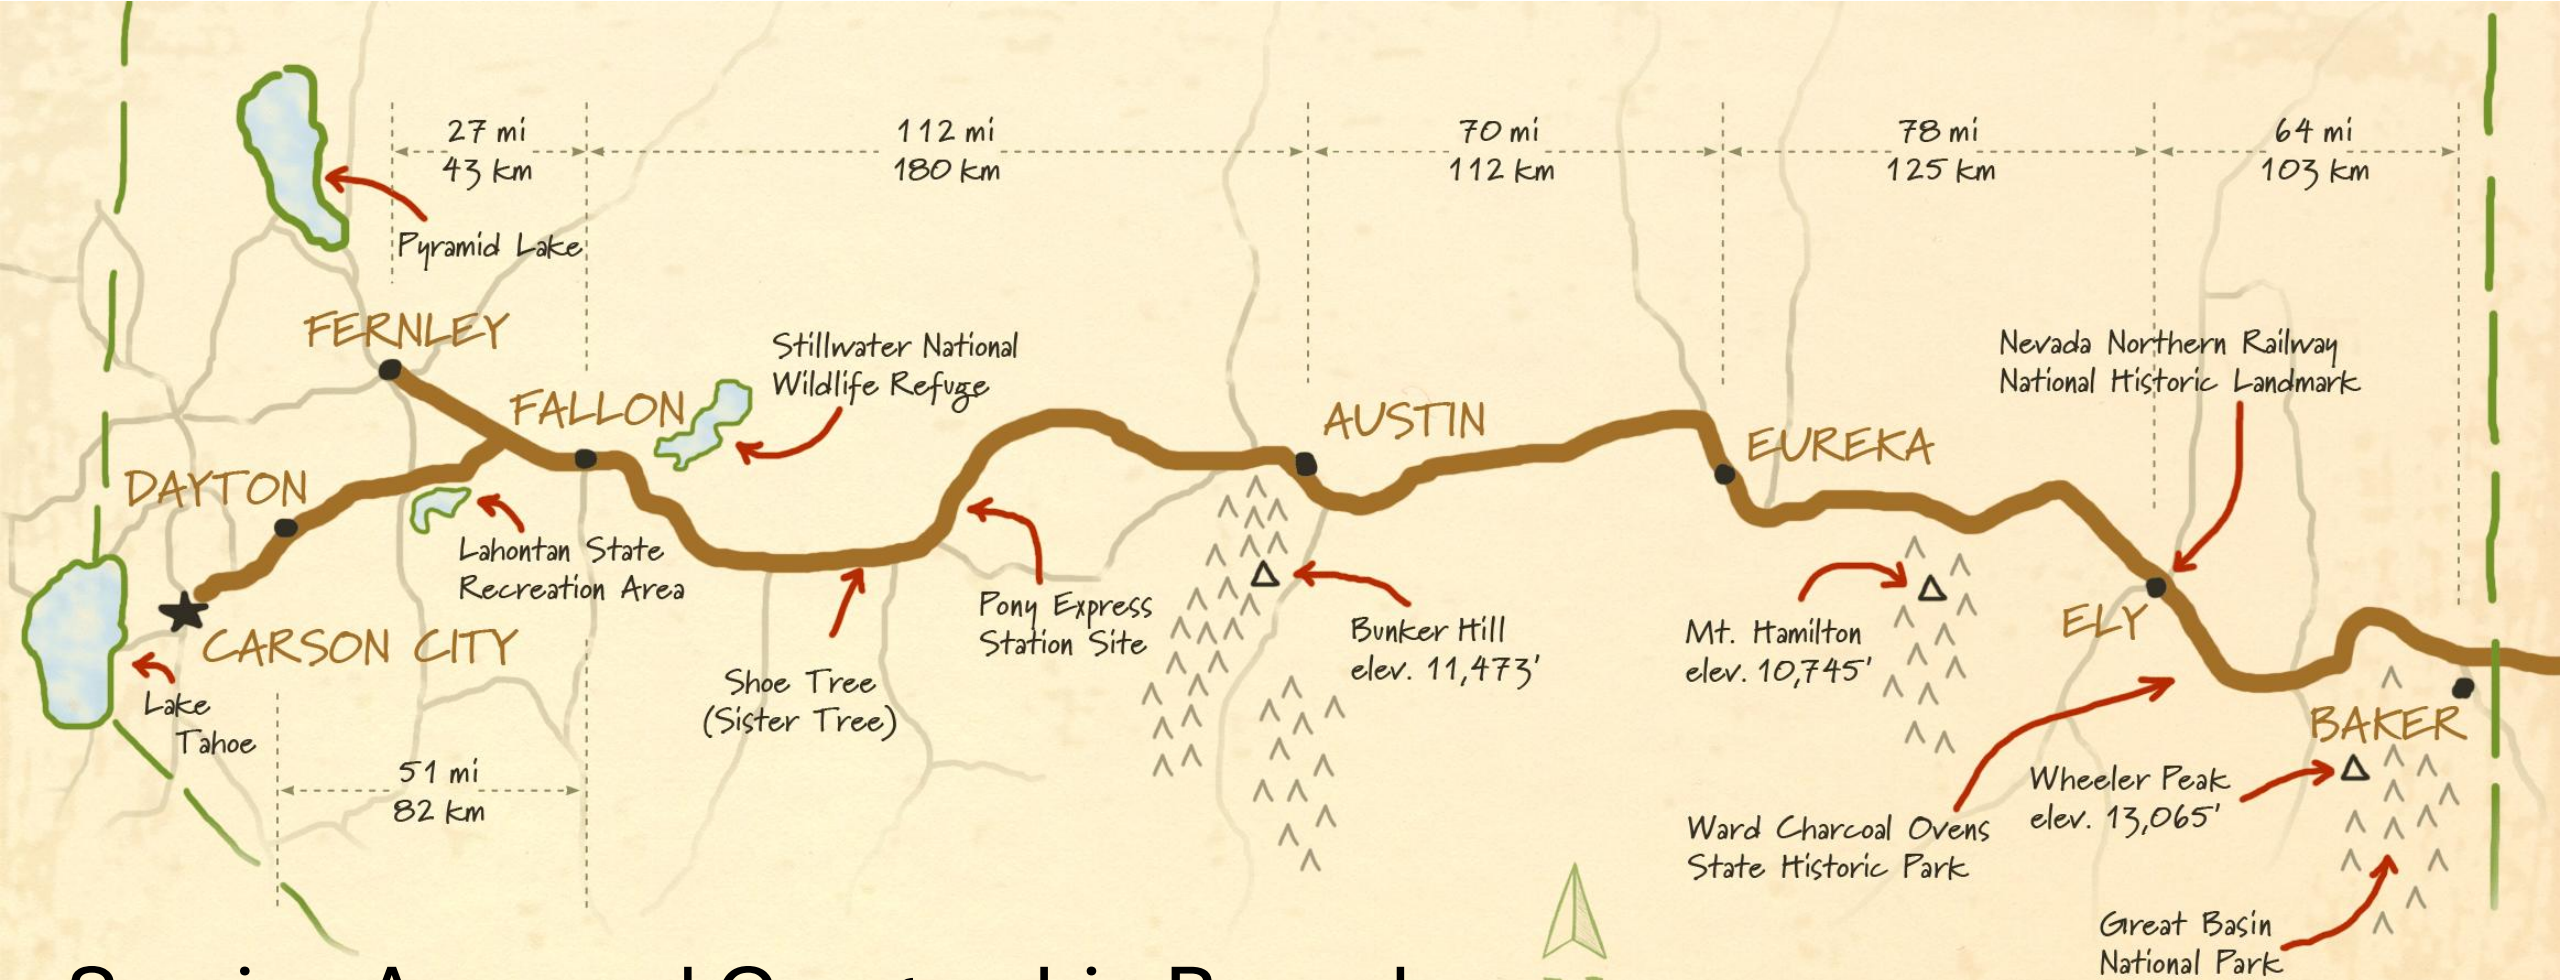 27 mi
43 km
112 mi
180 km
70 mi
112 km
78 mi
125 km
64 mi
103 km
Pyramid Lake
FERNLEY
Stillwater National
Wildlife Refuge
Nevada Northern Railway
National Historic Landmark
FALLON
AUSTIN
EUREKA
DAYTON
Lahontan State
Recreation Area
Pony Express
Station Site
Bunker Hill
elev. 11,473'
Mt. Hamilton
elev. 10,745'
ELY
CARSON CITY
Shoe Tree
(Sister Tree)
Lake
Tahoe
BAKER
51 mi
82 km
Wheeler Peak
elev. 13,065'
Ward Charcoal Ovens
State Historic Park
Great Basin
National Park